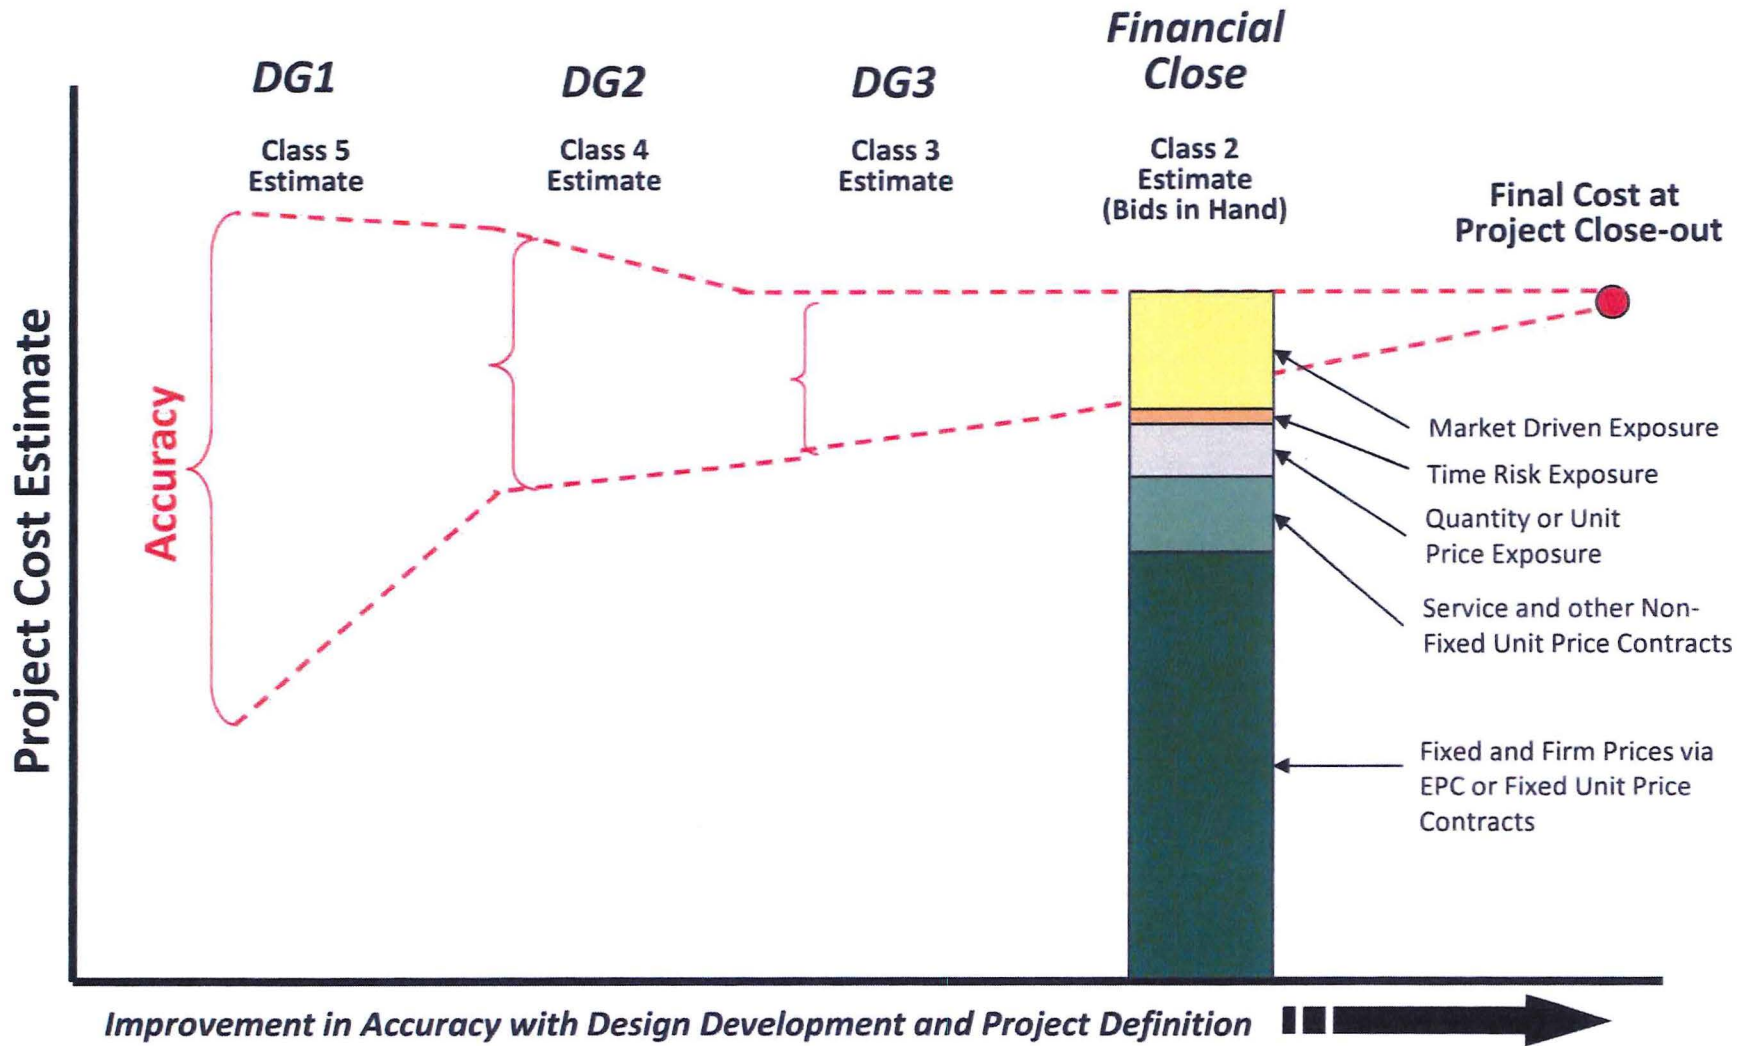 Financial
Close
DG1
DG2
DG3
Class 5
Estimate
Class 4
Estimate
Class 3
Estimate
Class 2
Estimate
(Bids in Hand)
Final Cost at
Project Close-out
Project Cost Estimate
Accuracy
Market Driven Exposure
Time Risk Exposure
Quantity or Unit
Price Exposure
Service and other Non-
Fixed Unit Price Contracts
Fixed and Firm Prices via
EPC or Fixed Unit Price
Contracts
Improvement in Accuracy with Design Development and Project Definition